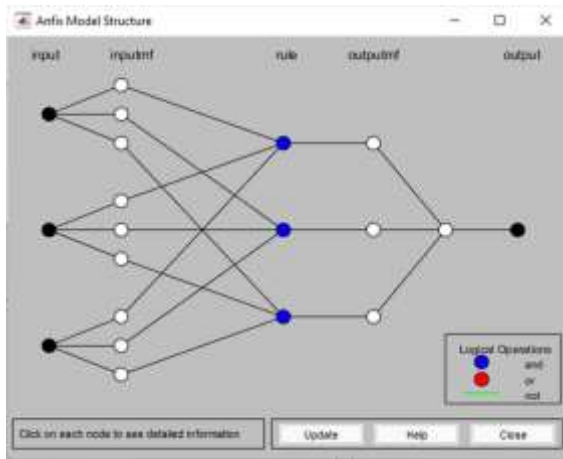 Anfis Model Structure
input inputmf rule outputmf output
Logical Operations
and
or
not
Click on each node to see detailed information
Update Help Close